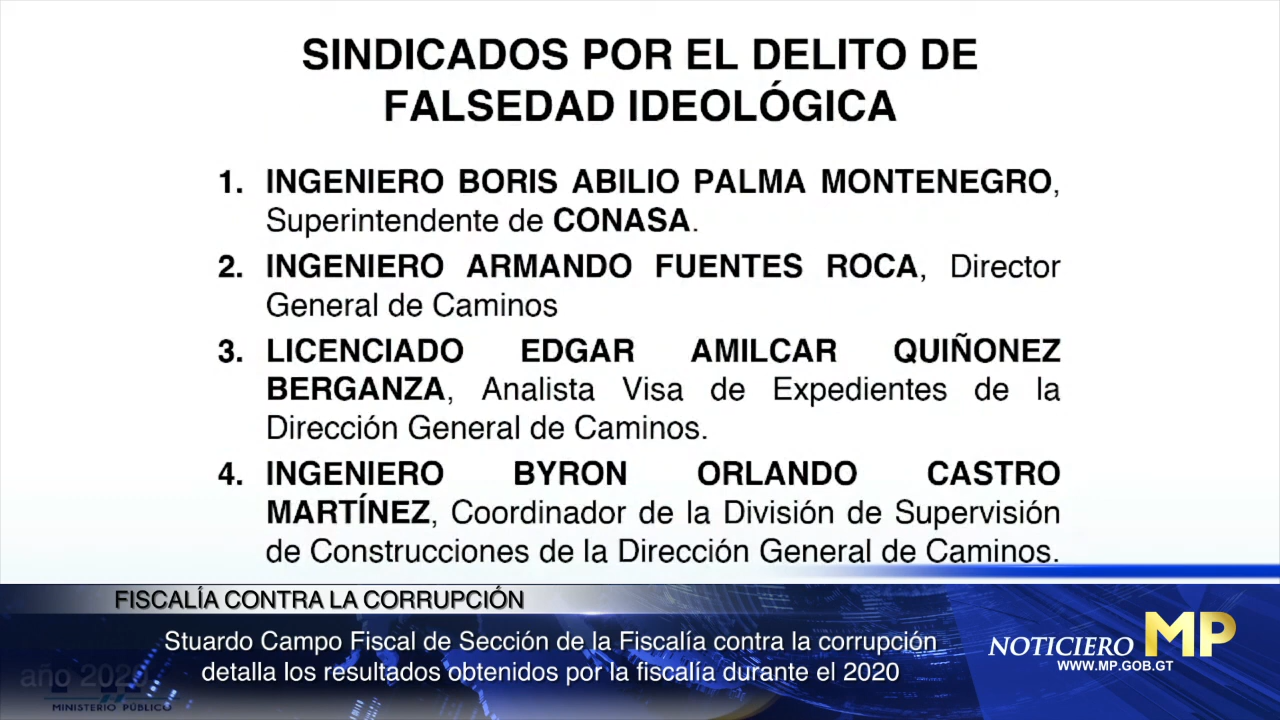 SINDICADOS POR EL DELITO DE
FALSEDAD IDEOLÓGICA
1. INGENIERO BORIS ABILIO PALMA MONTENEGRO,
Superintendente de CONASA.
2. INGENIERO ARMANDO FUENTES ROCA, Director
General de Caminos
3. LICENCIADO EDGAR AMILCAR QUIÑONEZ
BERGANZA, Analista Visa de Expedientes de la
Dirección General de Caminos.
4. INGENIERO BYRON ORLANDO CASTRO
MARTÍNEZ, Coordinador de la División de Supervisión
de Construcciones de la Dirección General de Caminos.
FISCALÍA CONTRA LA CORRUPCIÓN
Stuardo Campo Fiscal de Sección de la Fiscalía contra la corrupción
detalla los resultados obtenidos por la fiscalía durante el 2020
NOTICIERO MP
WWW.MP.GOB.GT
año 2020
MINISTERIO PÚBLICO